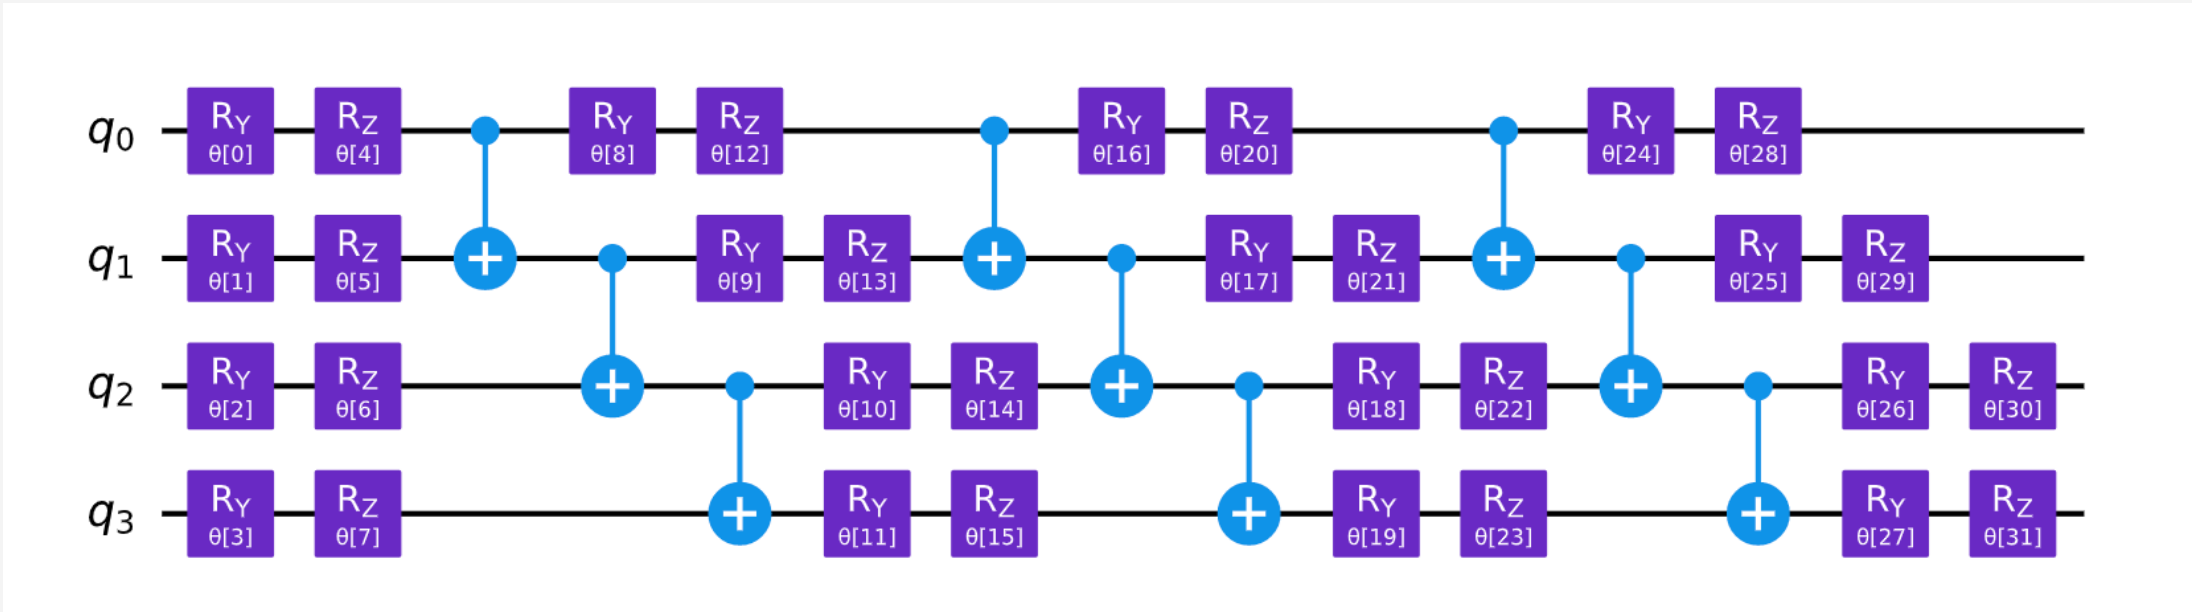 q0 RY θ[0] RZ θ[4] RY θ[8] RZ θ[12] RY θ[16] RZ θ[20] RY θ[24] RZ θ[28]
q1 RY θ[1] RZ θ[5] RY θ[9] RZ θ[13] RY θ[17] RZ θ[21] RY θ[25] RZ θ[29]
q2 RY θ[2] RZ θ[6] RY θ[10] RZ θ[14] RY θ[18] RZ θ[22] RY θ[26] RZ θ[30]
q3 RY θ[3] RZ θ[7] RY θ[11] RZ θ[15] RY θ[19] RZ θ[23] RY θ[27] RZ θ[31]